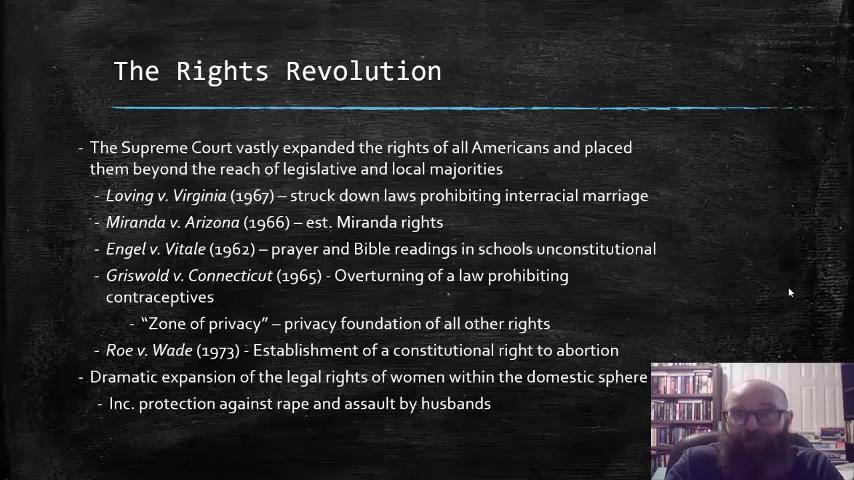 The Rights Revolution
- The Supreme Court vastly expanded the rights of all Americans and placed
them beyond the reach of legislative and local majorities
- Loving v. Virginia (1967) – struck down laws prohibiting interracial marriage
- Miranda v. Arizona (1966) – est. Miranda rights
- Engel v. Vitale (1962) – prayer and Bible readings in schools unconstitutional
- Griswold v. Connecticut (1965) - Overturning of a law prohibiting
contraceptives
- “Zone of privacy” – privacy foundation of all other rights
- Roe v. Wade (1973) - Establishment of a constitutional right to abortion
- Dramatic expansion of the legal rights of women within the domestic sphere
- Inc. protection against rape and assault by husbands